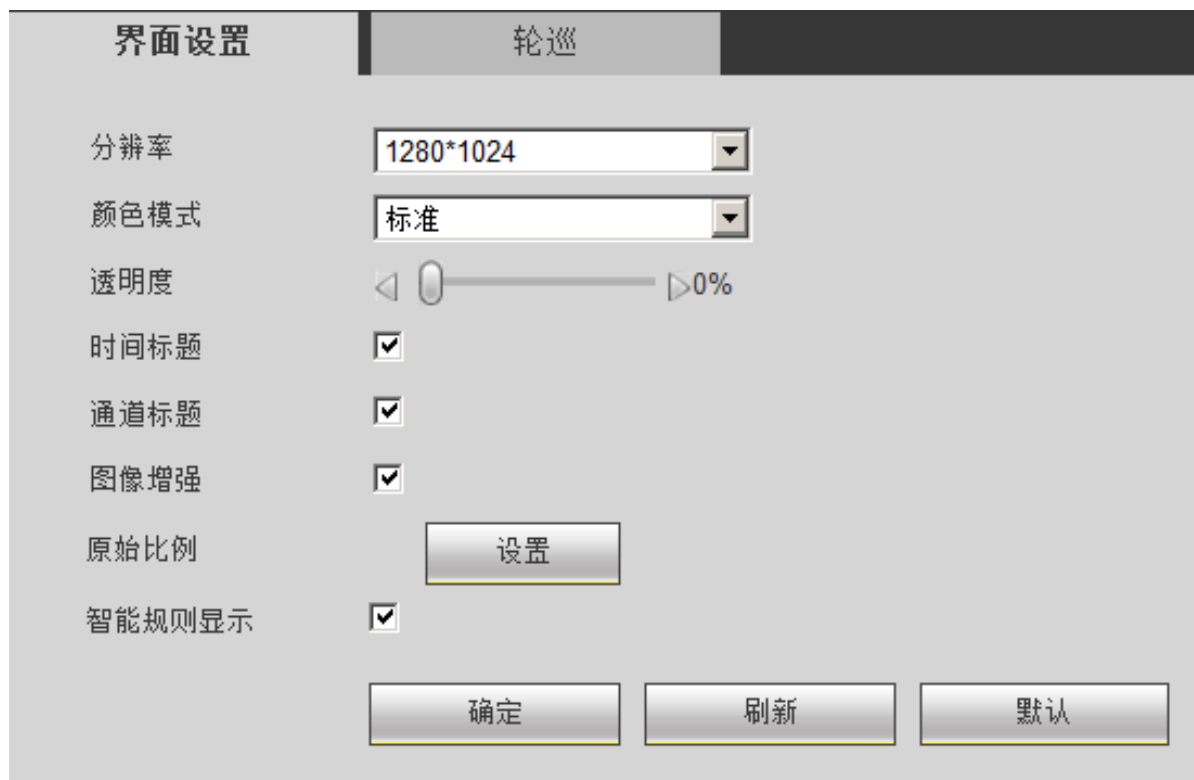 界面设置 轮巡
分辨率 1280*1024
颜色模式 标准
透明度 0%
时间标题
通道标题
图像增强
原始比例 设置
智能规则显示
确定 刷新 默认